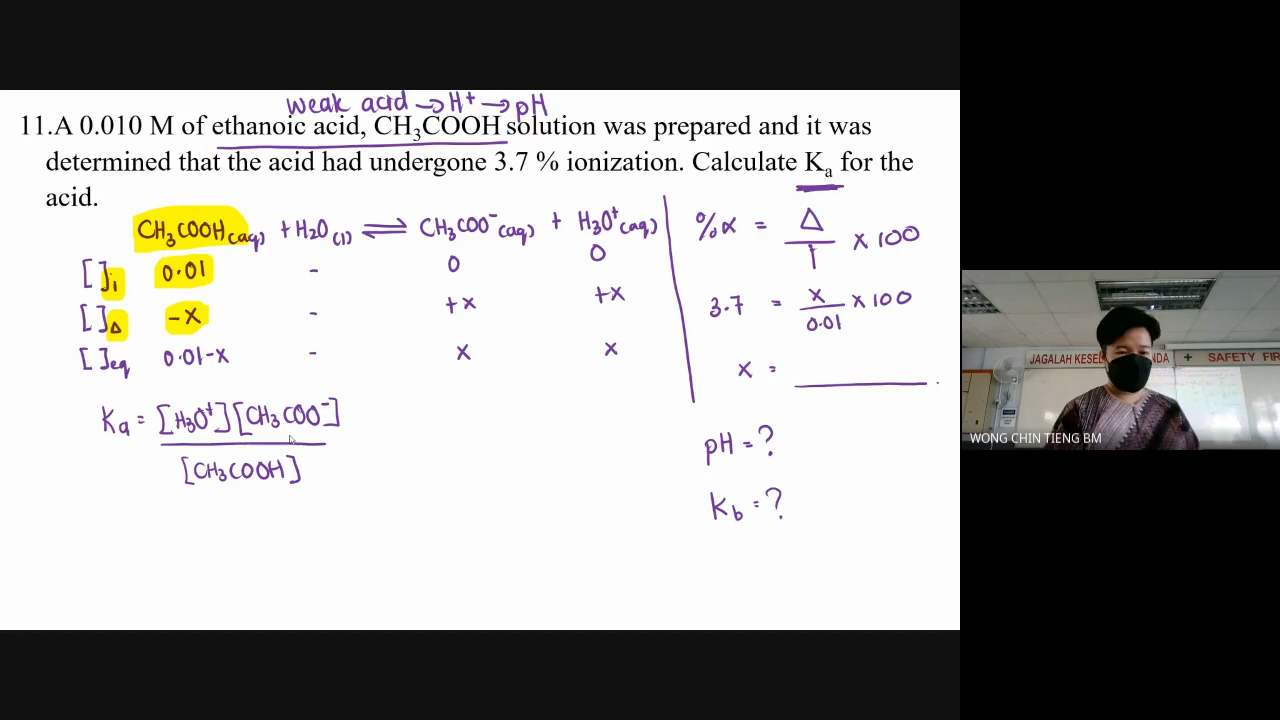 weak acid → H⁺ → pH
11.A 0.010 M of ethanoic acid, CH₃COOH solution was prepared and it was
determined that the acid had undergone 3.7 % ionization. Calculate Kₐ for the
acid.
CH₃COOH(aq) + H₂O(l) ⇌ CH₃COO⁻(aq) + H₃O⁺(aq)
[ ]i 0.01 - 0 0
[ ]Δ -x - +x +x
[ ]eq 0.01-x - x x
Ka = [H₃O⁺][CH₃COO⁻]
[CH₃COOH]
%α = Δ/I x 100
3.7 = x/0.01 x 100
x =
pH = ?
Kb = ?
JAGALAH KESEL NDA + SAFETY FIR
WONG CHIN TIENG BM